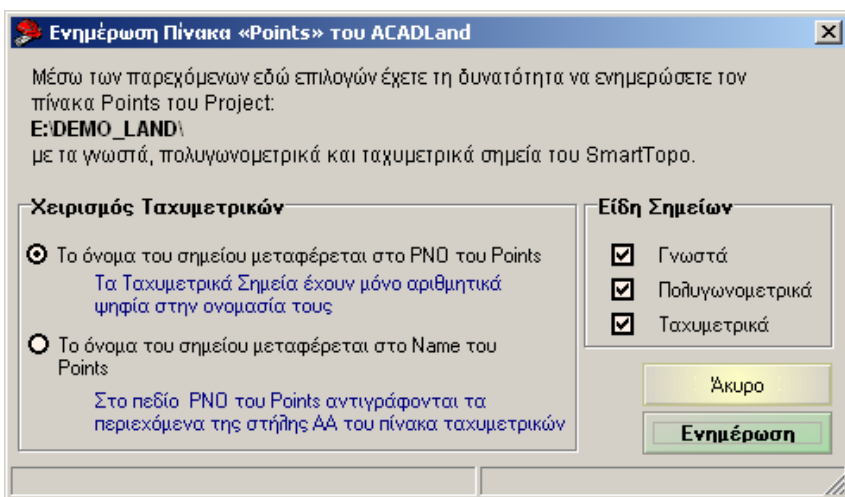 Ενημέρωση Πίνακα «Points» του ACADLand
Μέσω των παρεχόμενων εδώ επιλογών έχετε τη δυνατότητα να ενημερώσετε τον
πίνακα Points του Project:
E:\DEMO_LAND\
με τα γνωστά, πολυγωνομετρικά και ταχυμετρικά σημεία του SmartTopo.
Χειρισμός Ταχυμετρικών
Το όνομα του σημείου μεταφέρεται στο PNO του Points
Τα Ταχυμετρικά Σημεία έχουν μόνο αριθμητικά
ψηφία στην ονομασία τους
Το όνομα του σημείου μεταφέρεται στο Name του
Points
Στο πεδίο PNO του Points αντιγράφονται τα
περιεχόμενα της στήλης ΑΑ του πίνακα ταχυμετρικών
Είδη Σημείων
Γνωστά
Πολυγωνομετρικά
Ταχυμετρικά
Άκυρο
Ενημέρωση